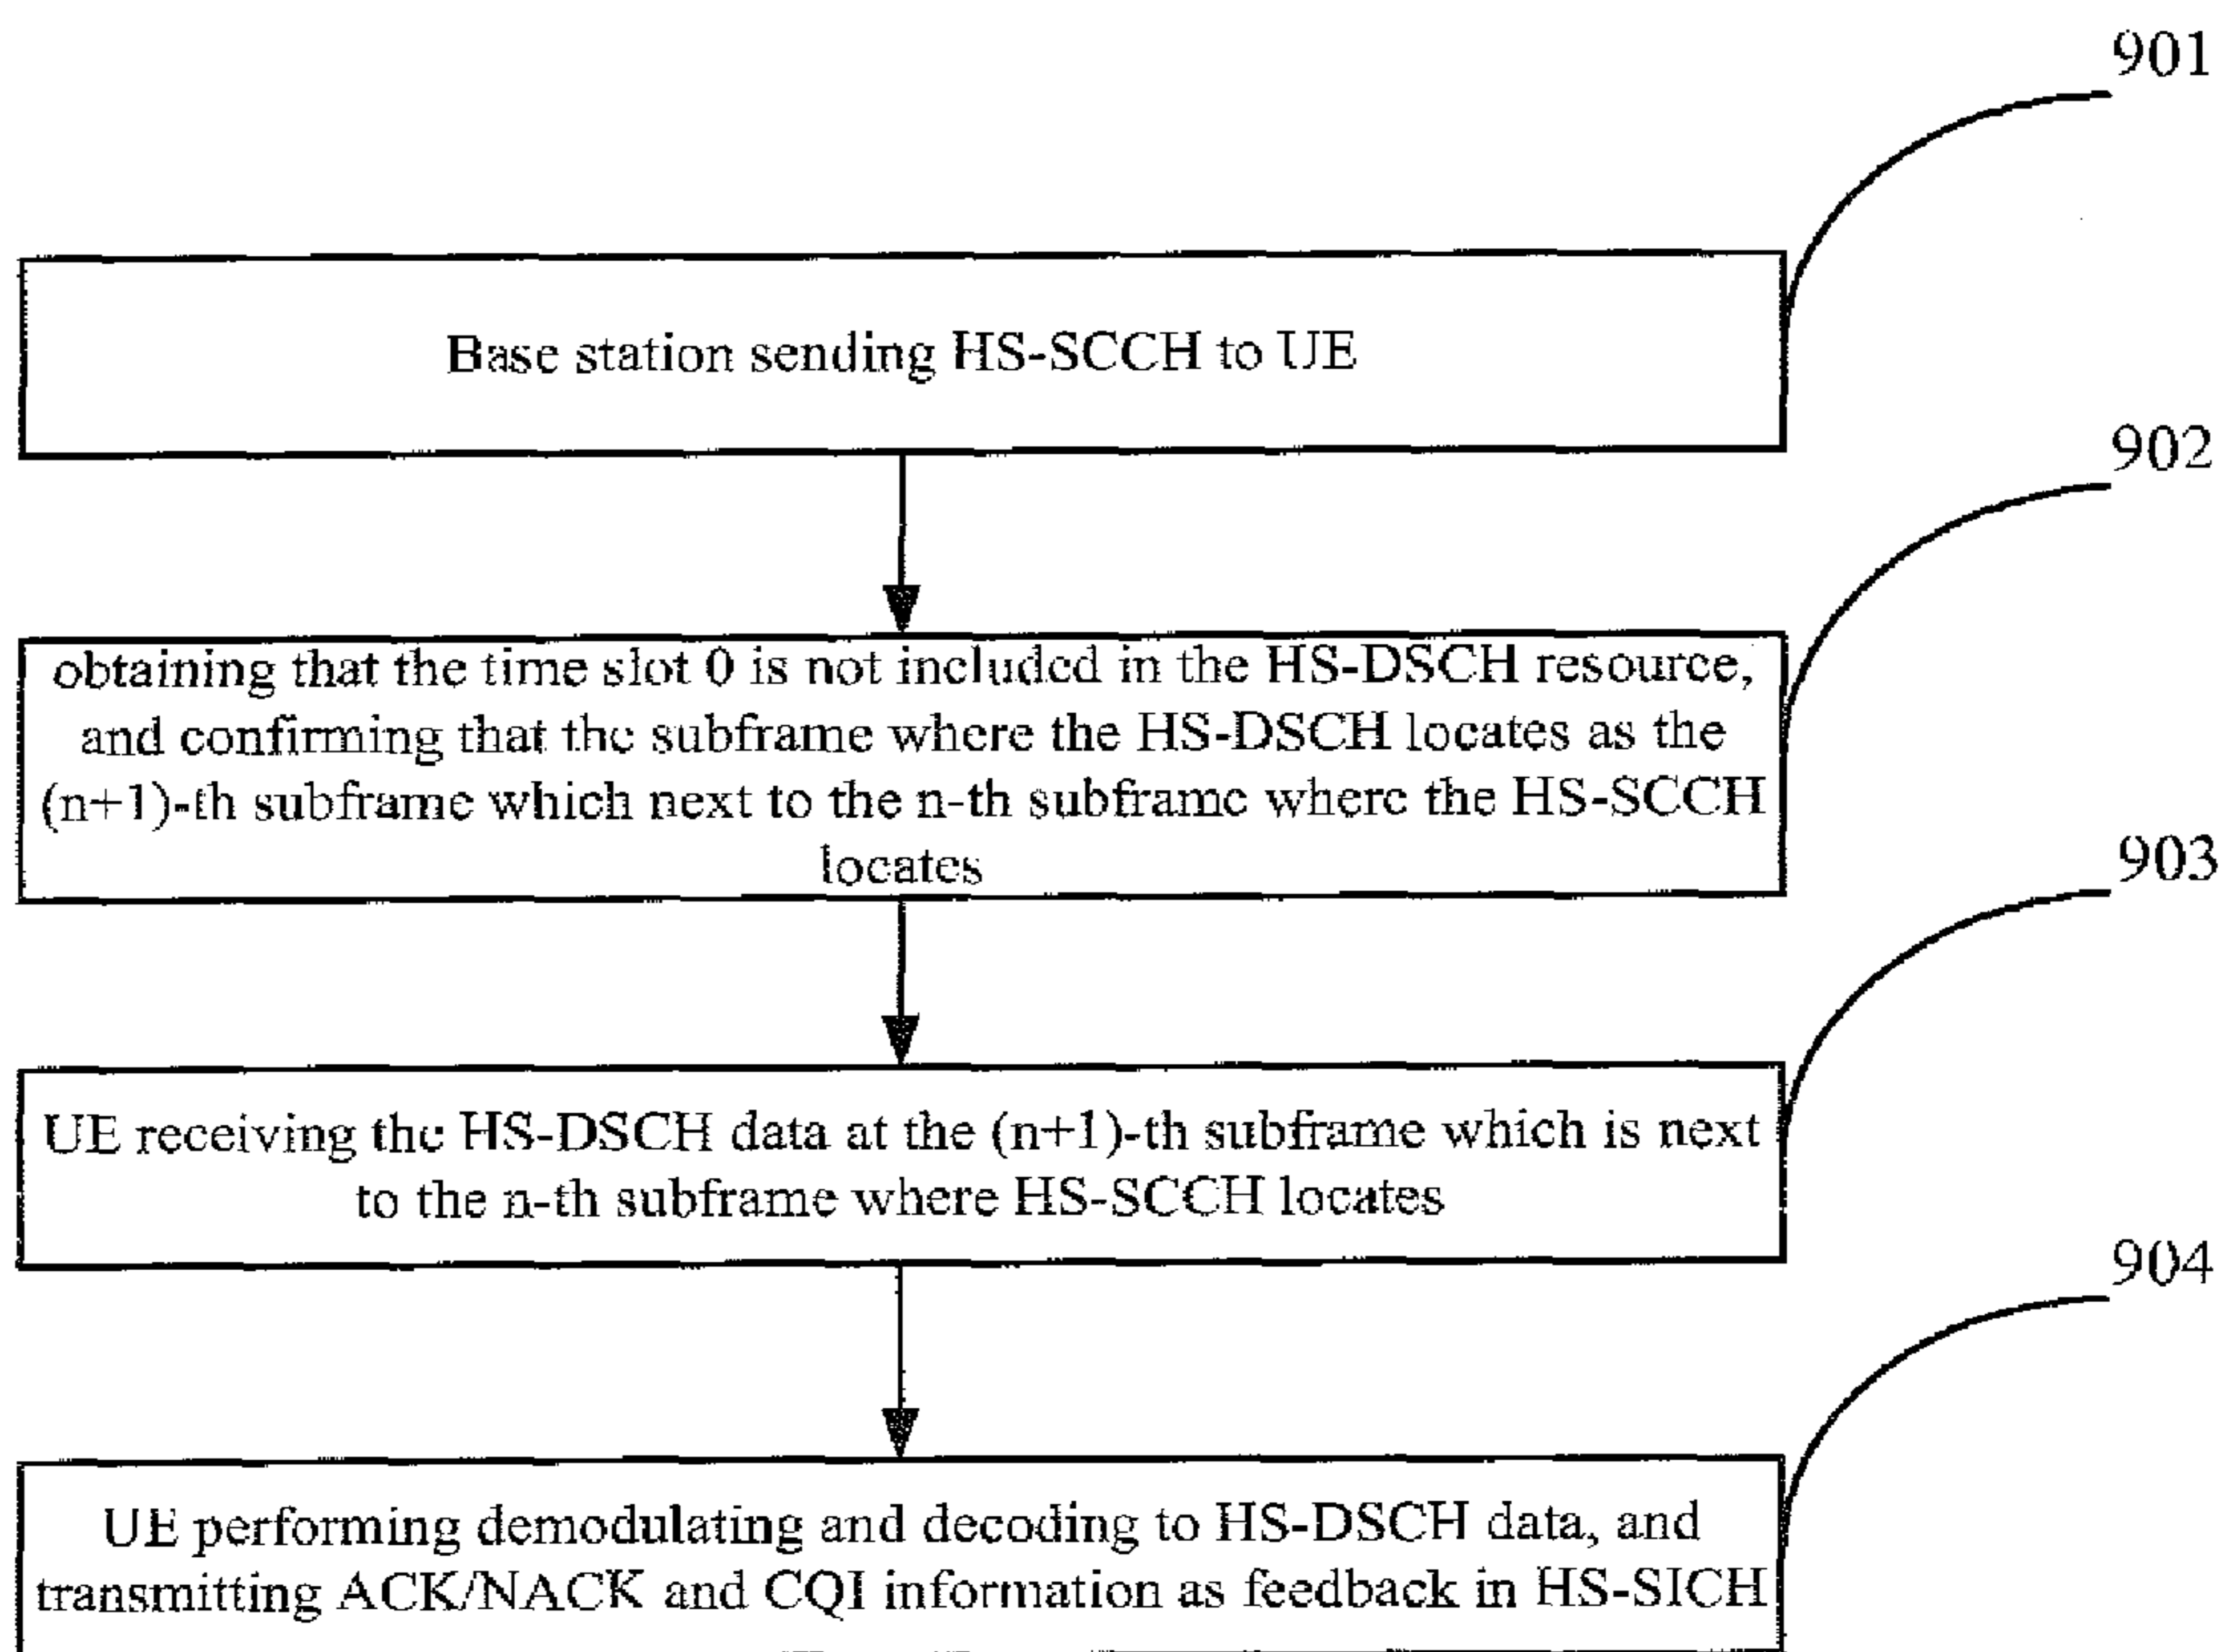 901
Base station sending HS-SCCH to UE
902
obtaining that the time slot 0 is not included in the HS-DSCH resource,
and confirming that the subframe where the HS-DSCH locates as the
(n+1)-th subframe which next to the n-th subframe where the HS-SCCH
locates
903
UE receiving the HS-DSCH data at the (n+1)-th subframe which is next
to the n-th subframe where HS-SCCH locates
904
UE performing demodulating and decoding to HS-DSCH data, and
transmitting ACK/NACK and CQI information as feedback in HS-SICH